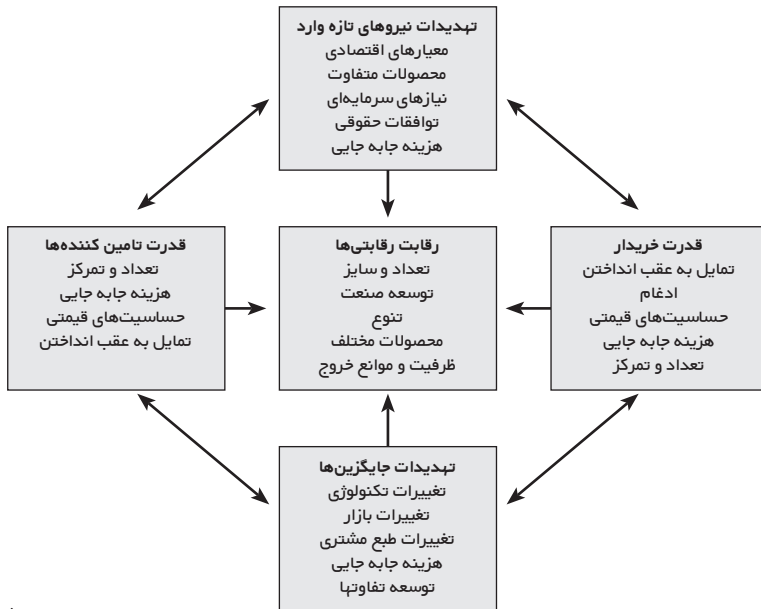 تهدیدات نیروهای تازه وارد
معیارهای اقتصادی
محصولات متفاوت
نیازهای سرمایه‌ای
توافقات حقوقی
هزینه جابه جایی
قدرت خریدار
تمایل به عقب انداختن
ادغام
حساسیت‌های قیمتی
هزینه جابه جایی
تعداد و تمرکز
رقابت رقابتی‌ها
تعداد و سایز
توسعه صنعت
تنوع
محصولات مختلف
ظرفیت و موانع خروج
قدرت تامین کننده‌ها
تعداد و تمرکز
هزینه جابه جایی
حساسیت‌های قیمتی
تمایل به عقب انداختن
تهدیدات جایگزین‌ها
تغییرات تکنولوژی
تغییرات بازار
تغییرات طبع مشتری
هزینه جابه جایی
توسعه تفاوتها